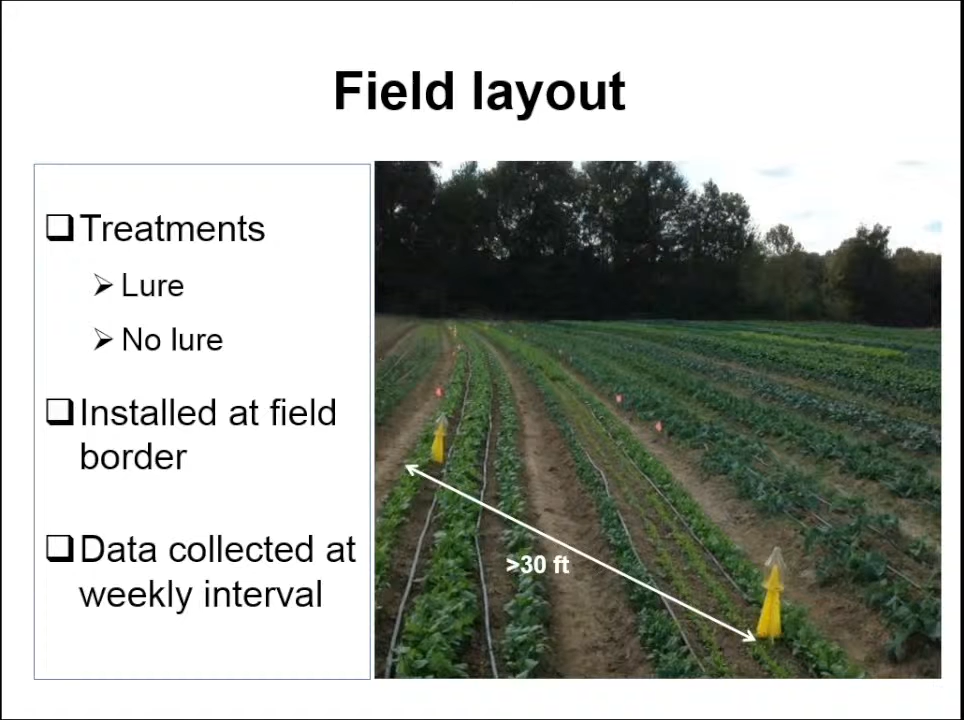 Field layout
Treatments
Lure
No lure
Installed at field
border
Data collected at
weekly interval
>30 ft